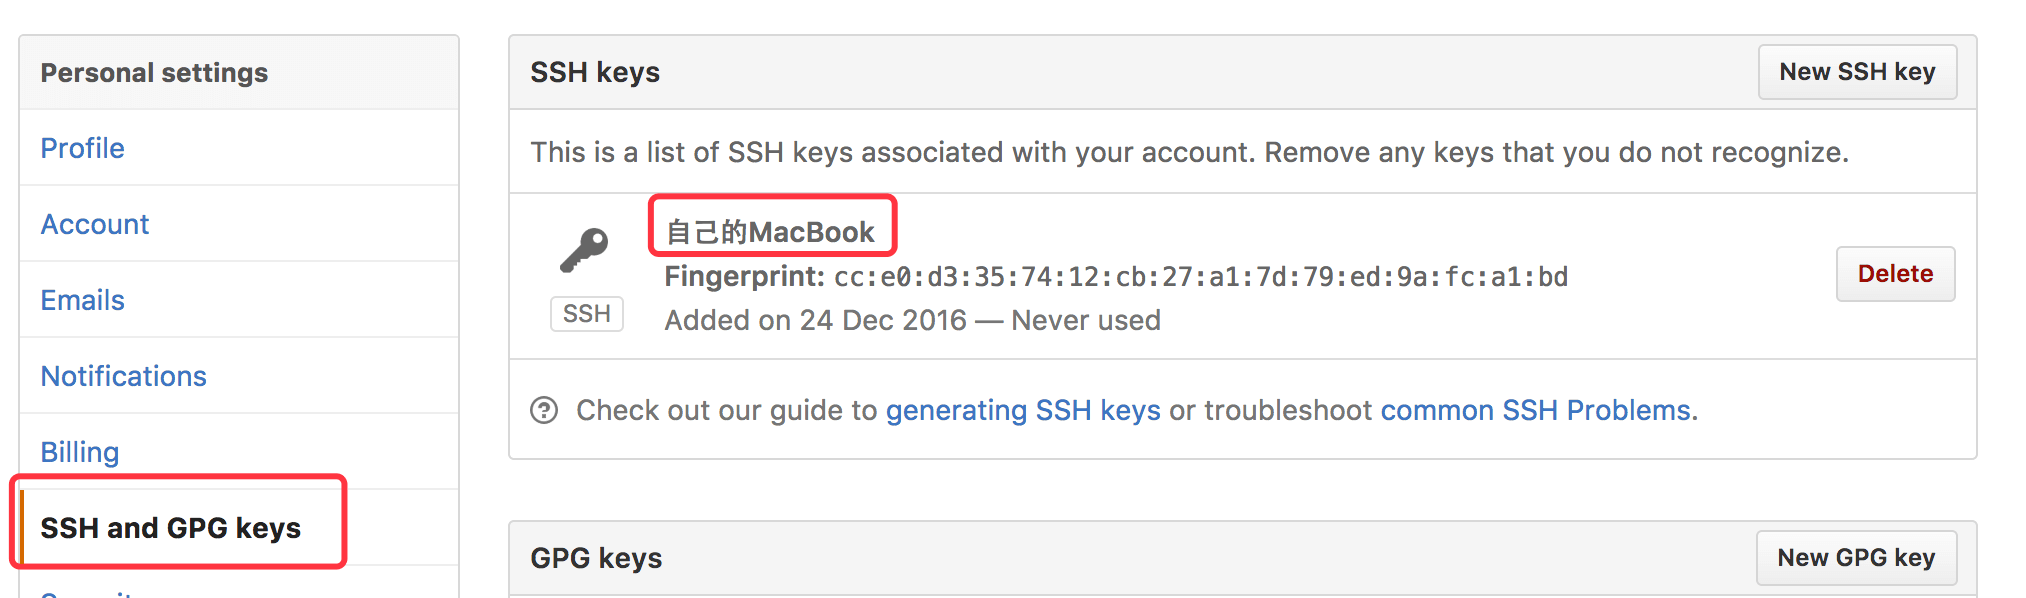 Personal settings
Profile
Account
Emails
Notifications
Billing
SSH and GPG keys
SSH keys
New SSH key
This is a list of SSH keys associated with your account. Remove any keys that you do not recognize.
自己的MacBook
Fingerprint: cc:e0:d3:35:74:12:cb:27:a1:7d:79:ed:9a:fc:a1:bd
SSH
Added on 24 Dec 2016 — Never used
Delete
Check out our guide to generating SSH keys or troubleshoot common SSH Problems.
GPG keys
New GPG key